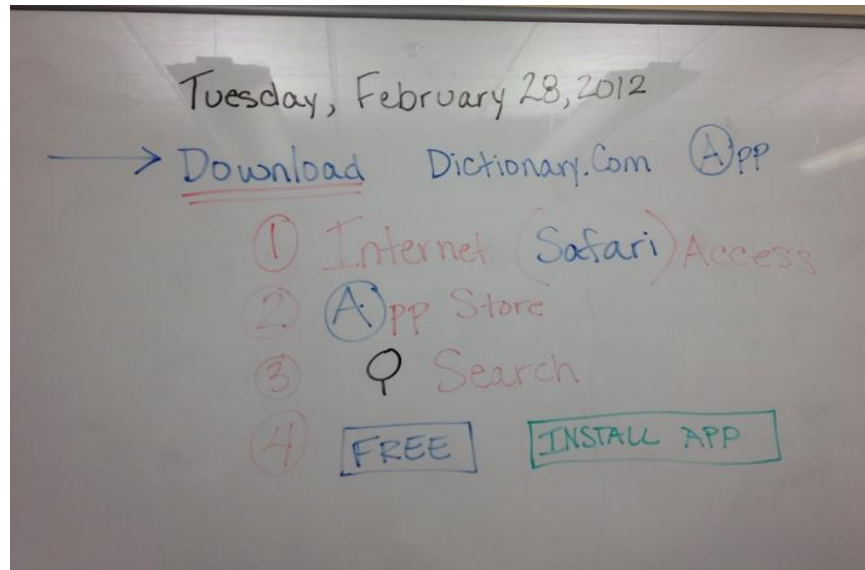 Tuesday, February 28, 2012
Download Dictionary.Com App
1 Internet (Safari) Access
2 App Store
3 Search
4 FREE INSTALL APP